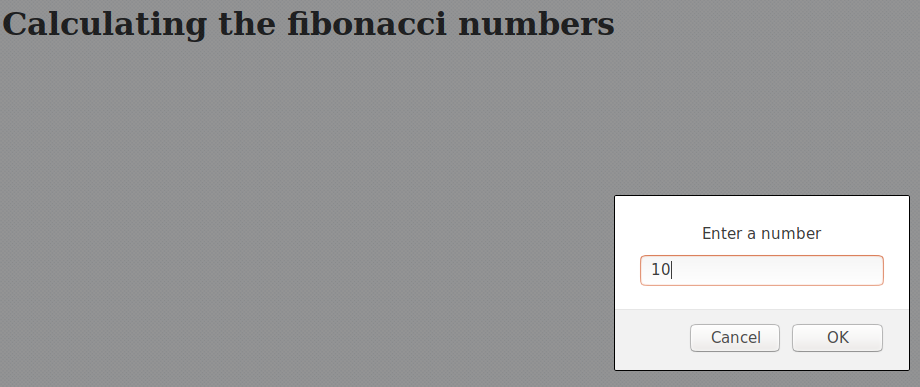 Calculating the fibonacci numbers
Enter a number
10
Cancel OK